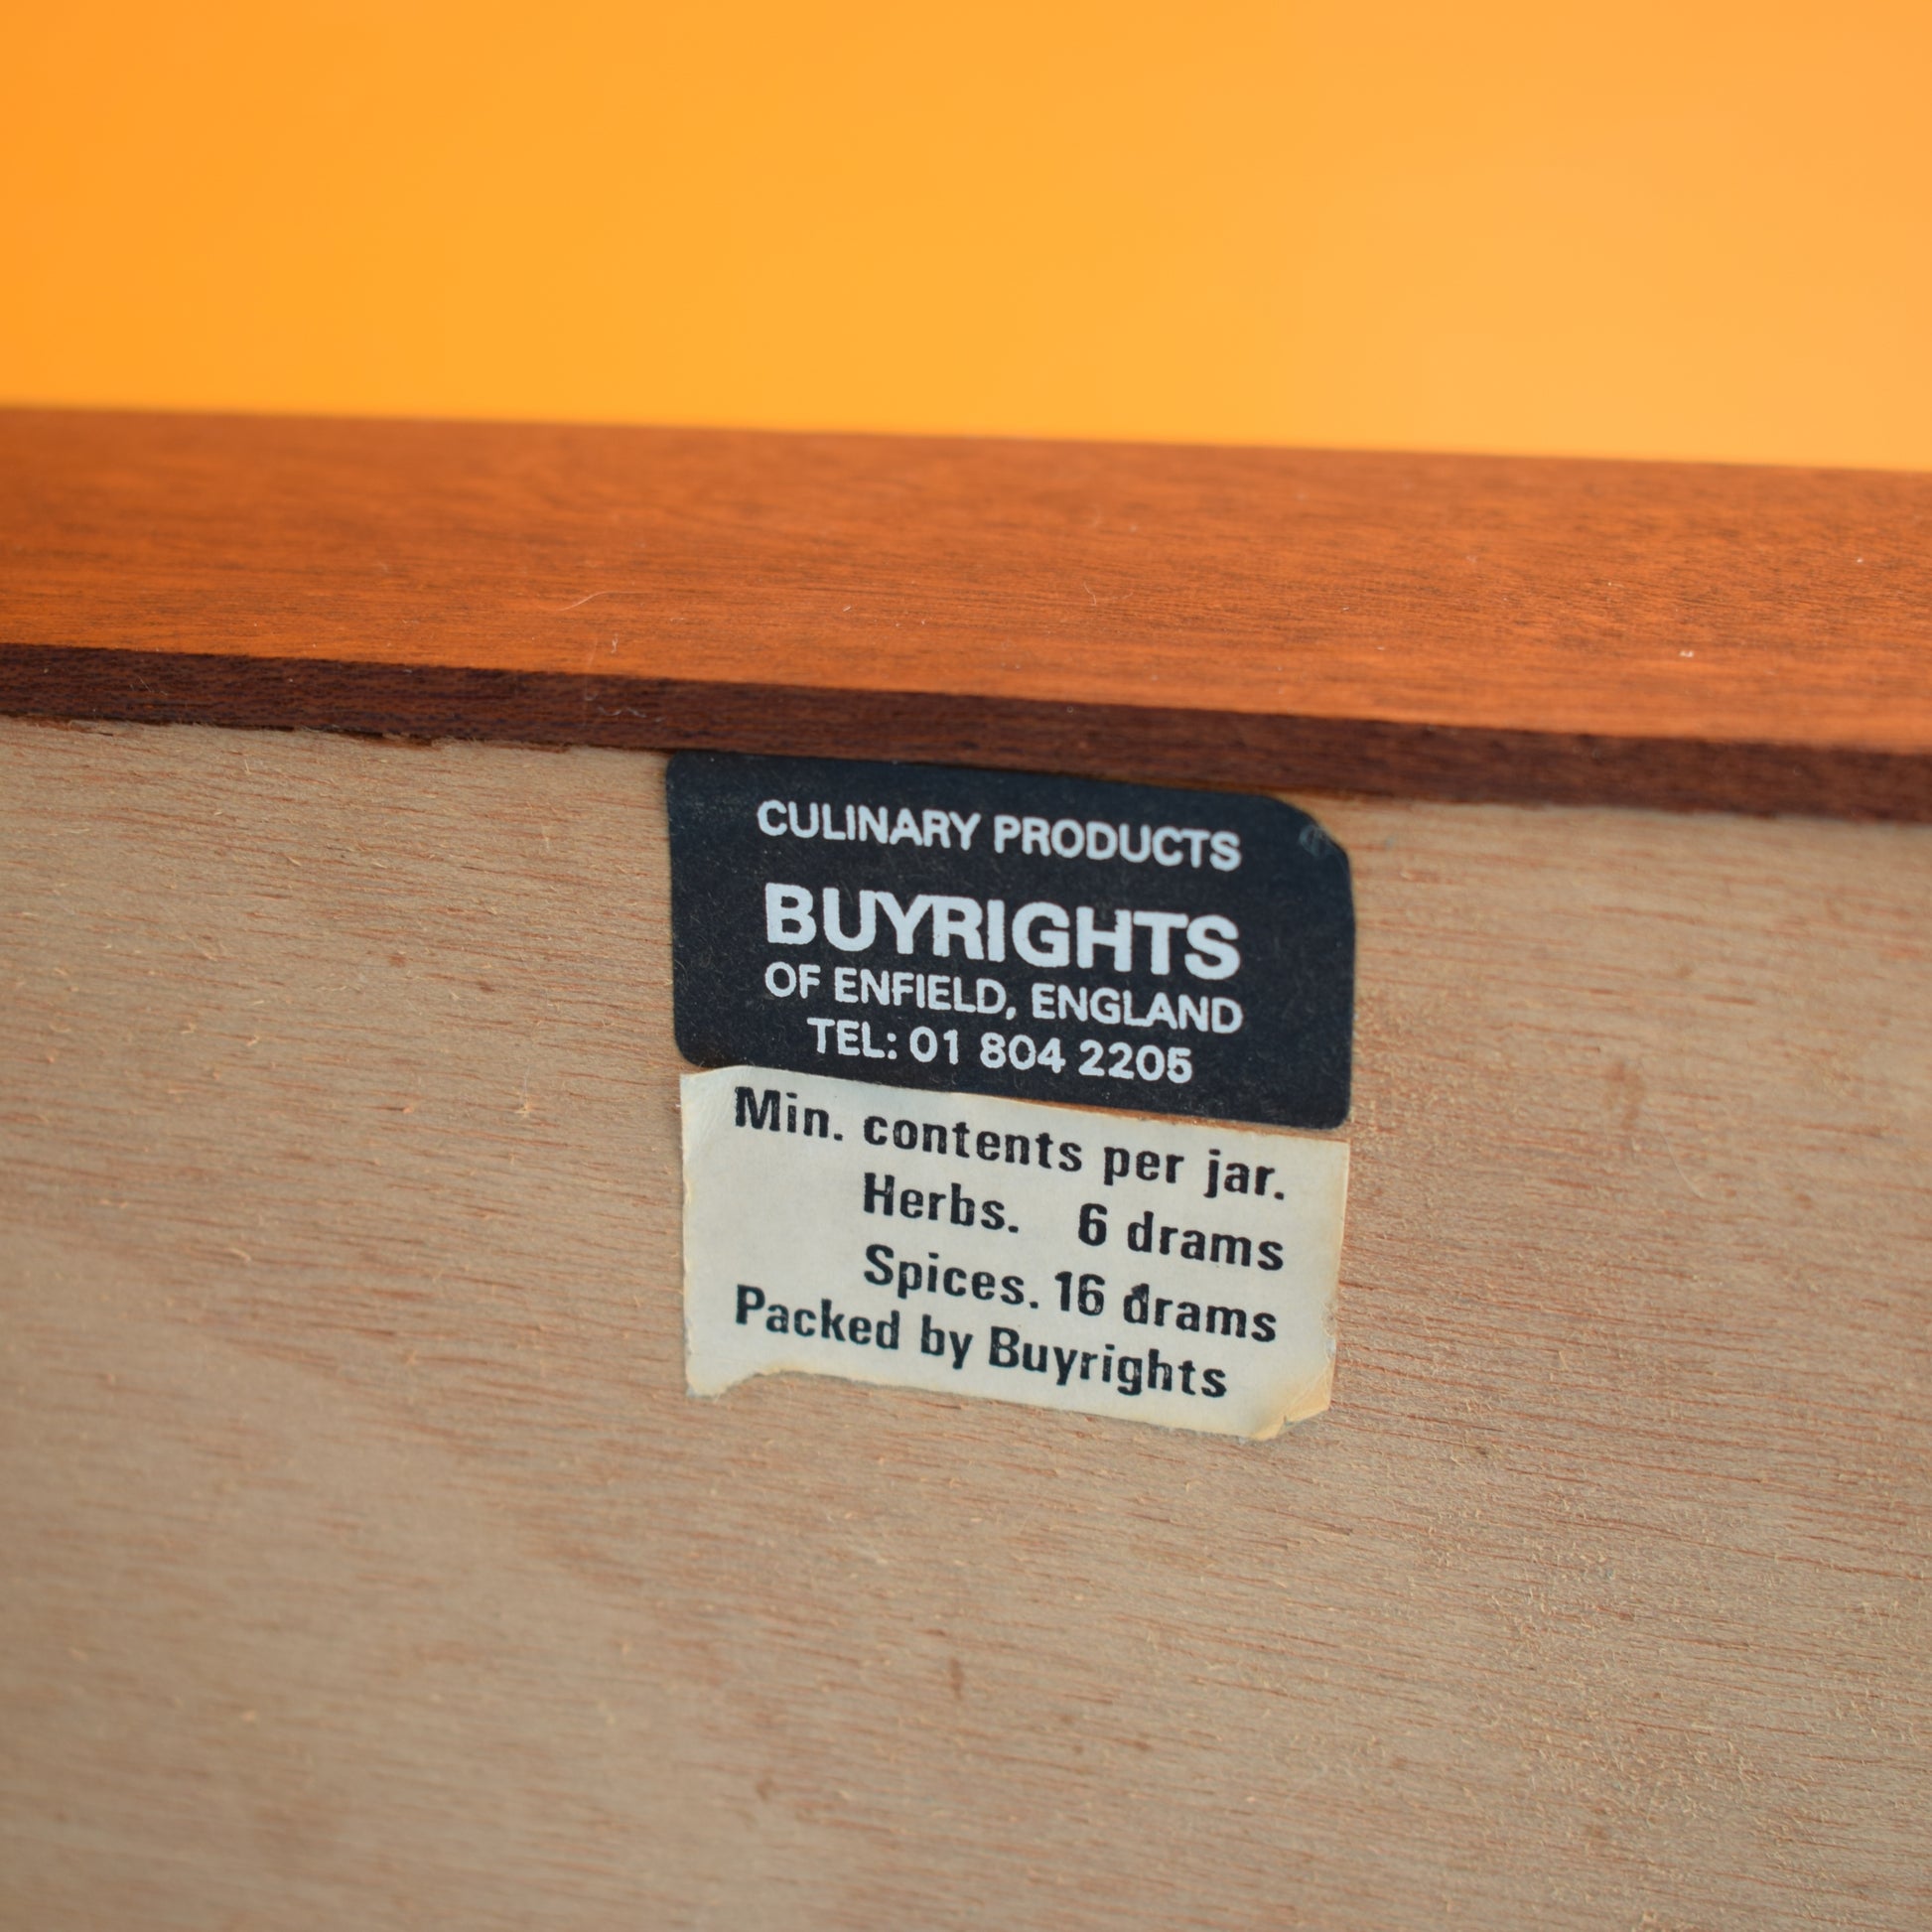 CULINARY PRODUCTS
BUYRIGHTS
OF ENFIELD, ENGLAND
TEL: 01 804 2205
Min. contents per jar.
Herbs. 6 drams
Spices. 16 drams
Packed by Buyrights